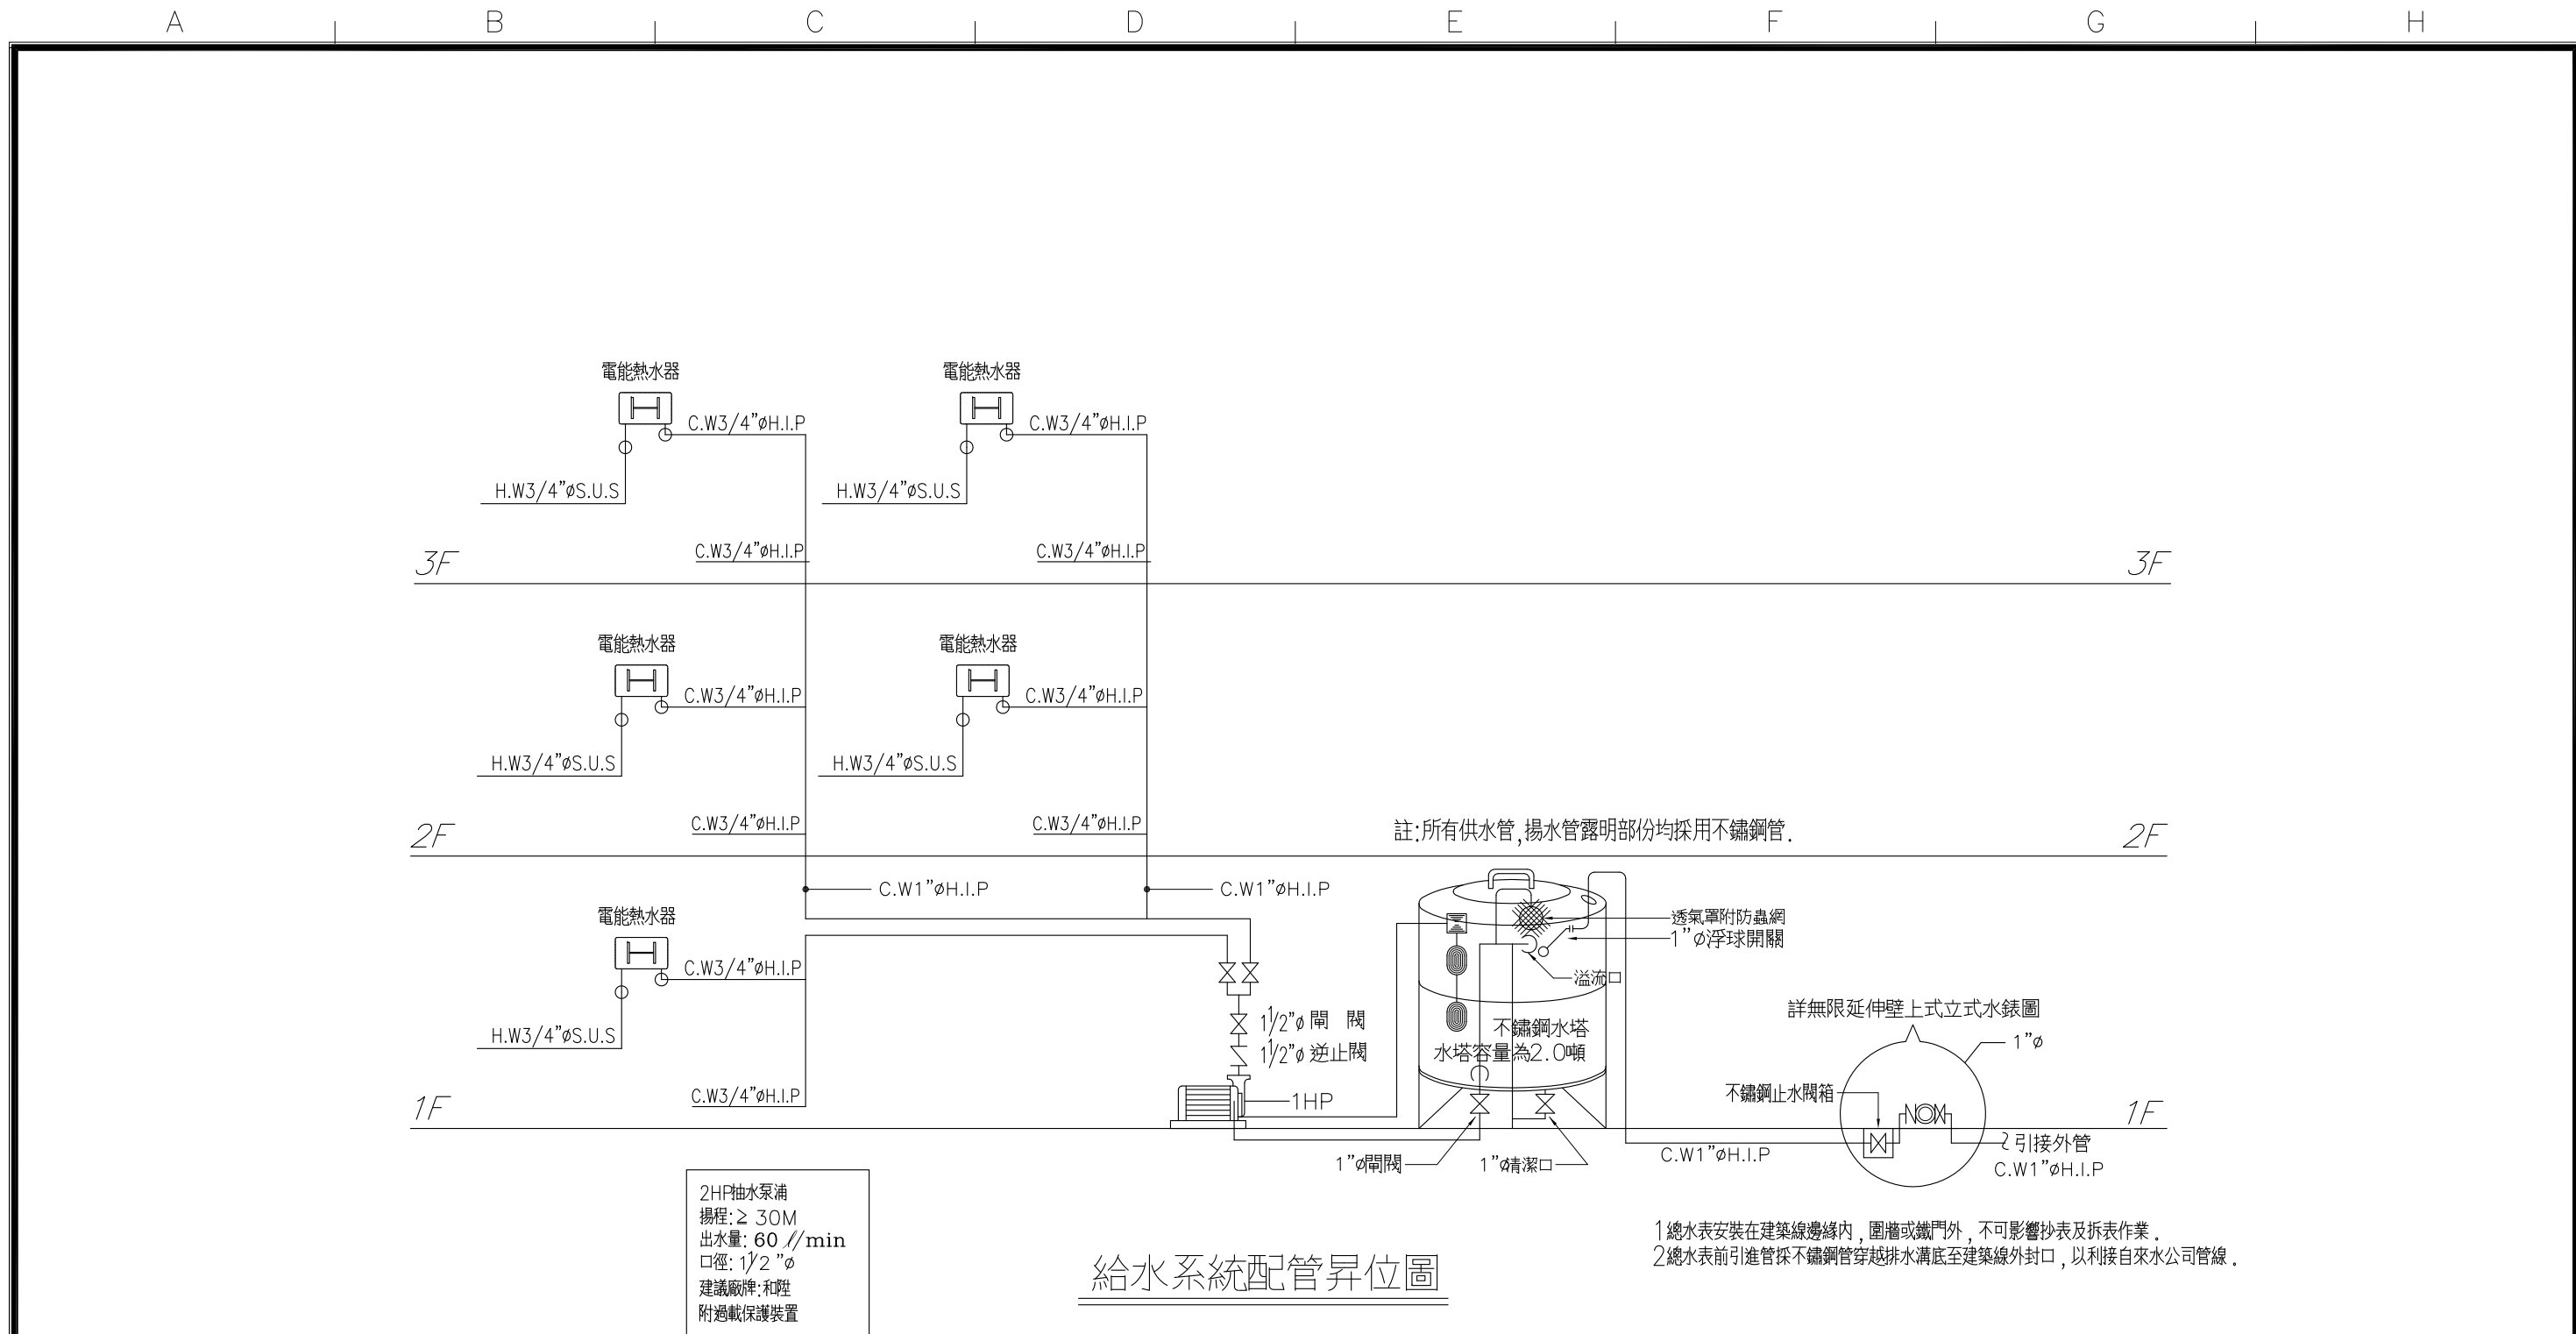 A B C D E F G H
電能熱水器 電能熱水器
C.W3/4"øH.I.P C.W3/4"øH.I.P
H.W3/4"øS.U.S H.W3/4"øS.U.S
C.W3/4"øH.I.P C.W3/4"øH.I.P
3F 3F
電能熱水器 電能熱水器
C.W3/4"øH.I.P C.W3/4"øH.I.P
H.W3/4"øS.U.S H.W3/4"øS.U.S
C.W3/4"øH.I.P C.W3/4"øH.I.P
註:所有供水管,揚水管露明部份均採用不鏽鋼管.
2F 2F
C.W1"øH.I.P C.W1"øH.I.P
電能熱水器
透氣罩附防蟲網
1"ø浮球開關
C.W3/4"øH.I.P
溢流口
詳無限延伸壁上式立式水錶圖
1 1/2"ø 閘 閥
不鏽鋼水塔
H.W3/4"øS.U.S
1"ø
1 1/2"ø 逆止閥
水塔容量為2.0噸
C.W3/4"øH.I.P
1HP
不鏽鋼止水閥箱
1F 1F
引接外管
C.W1"øH.I.P
C.W1"øH.I.P
1"ø閘閥
1"ø清潔口
2HP抽水泵浦
揚程:≥ 30M
出水量: 60 ℓ/min
口徑: 1 1/2 "ø
建議廠牌:和陞
附過載保護裝置
給水系統配管昇位圖
1總水表安裝在建築線邊緣內，圍牆或鐵門外，不可影響抄表及拆表作業．
2總水表前引進管採不鏽鋼管穿越排水溝底至建築線外封口，以利接自來水公司管線．